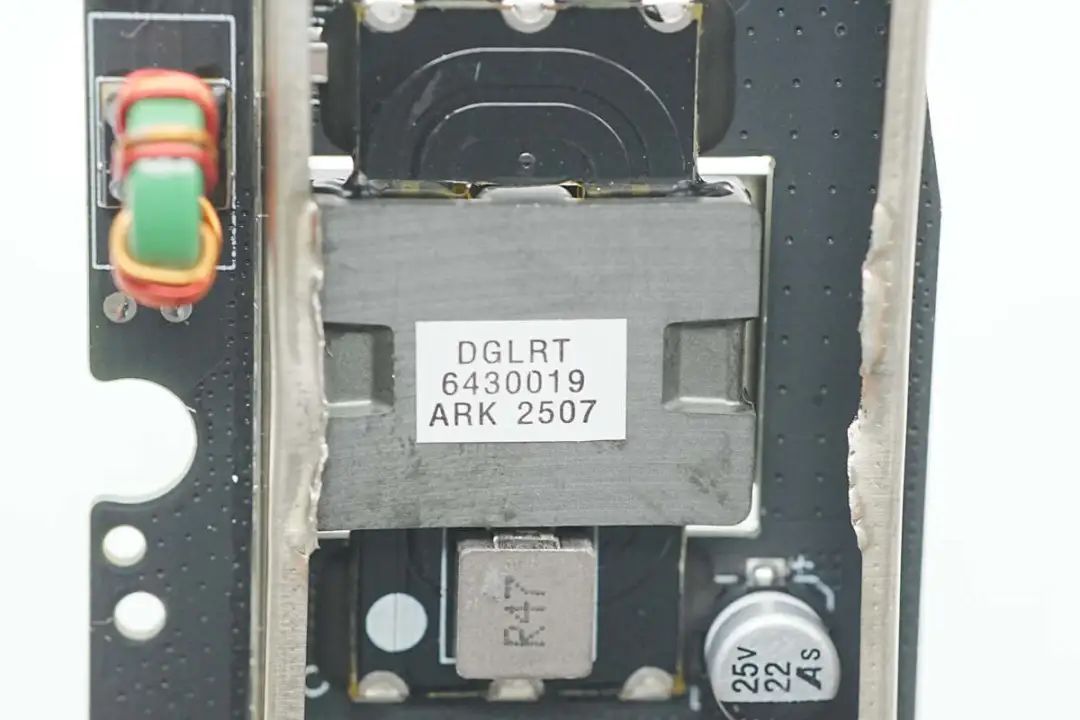 DGLRT
6430019
ARK 2507
R47
25V
22
As